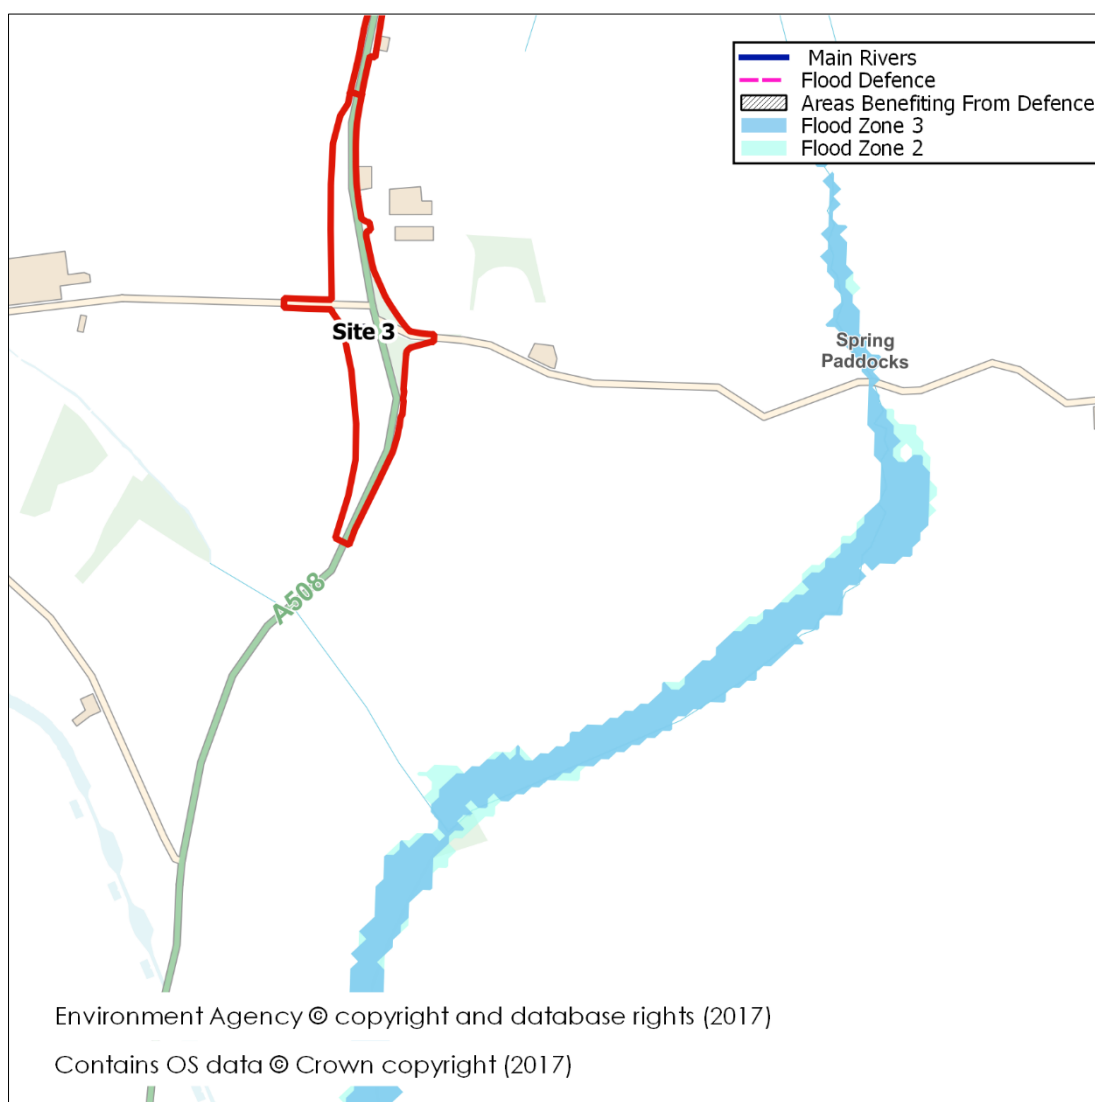 Main Rivers
Flood Defence
Areas Benefiting From Defence
Flood Zone 3
Flood Zone 2
Site 3
Spring
Paddocks
A508
Environment Agency © copyright and database rights (2017)
Contains OS data © Crown copyright (2017)